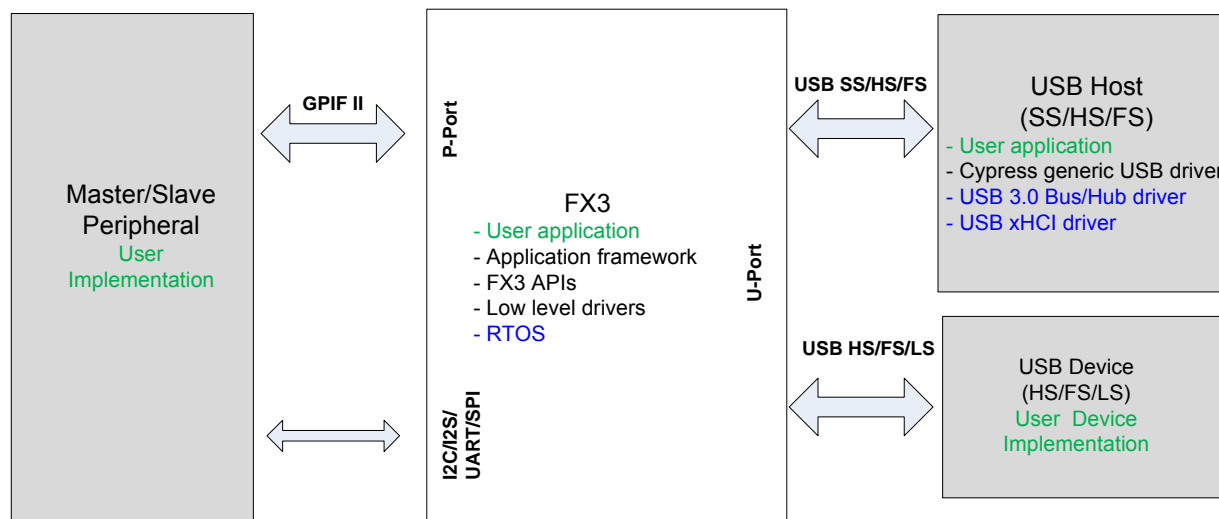 Master/Slave
Peripheral
User
Implementation
GPIF II
P-Port
FX3
- User application
- Application framework
- FX3 APIs
- Low level drivers
- RTOS
U-Port
I2C/I2S/
UART/SPI
USB SS/HS/FS
USB Host
(SS/HS/FS)
- User application
- Cypress generic USB driver
- USB 3.0 Bus/Hub driver
- USB xHCI driver
USB HS/FS/LS
USB Device
(HS/FS/LS)
User Device
Implementation